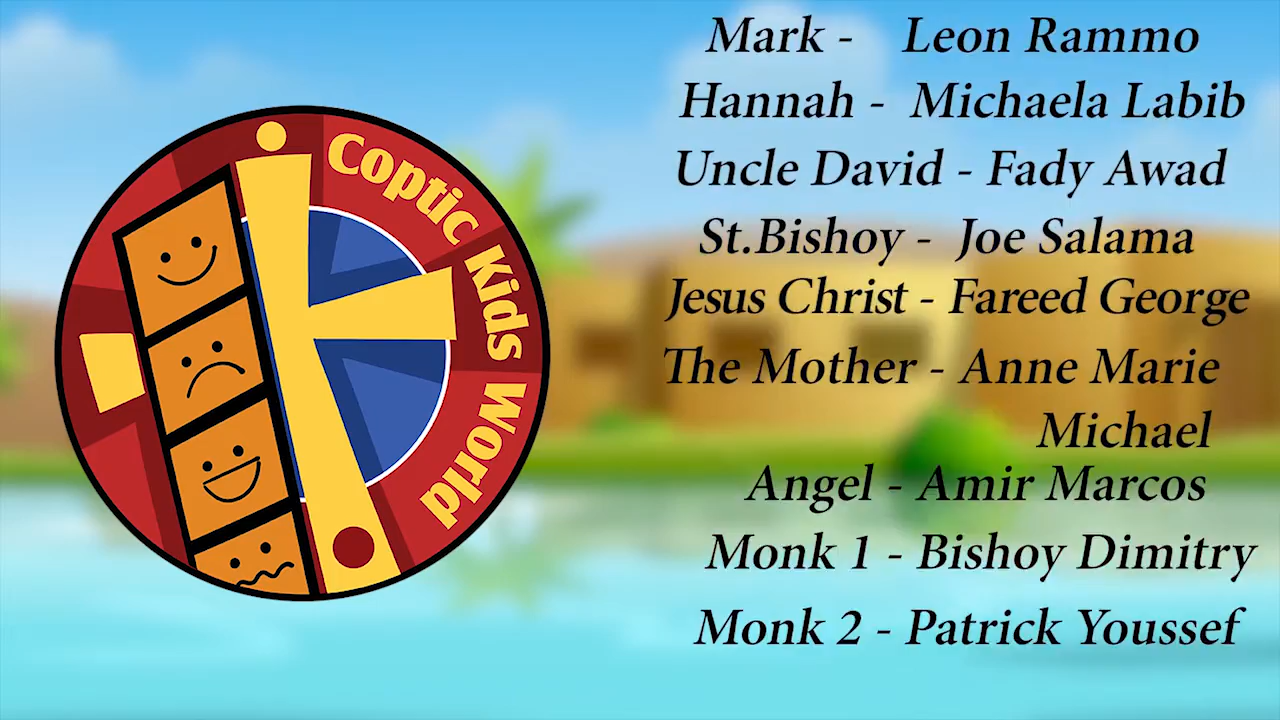 Coptic Kids World
Mark - Leon Rammo
Hannah - Michaela Labib
Uncle David - Fady Awad
St.Bishoy - Joe Salama
Jesus Christ - Fareed George
The Mother - Anne Marie
Michael
Angel - Amir Marcos
Monk 1 - Bishoy Dimitry
Monk 2 - Patrick Youssef